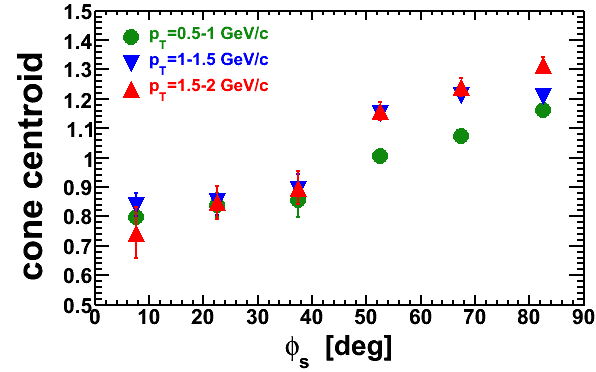 1.5
1.4
1.3
1.2
1.1
1
0.9
0.8
0.7
0.6
0.5
cone centroid
p_T=0.5-1 GeV/c
p_T=1-1.5 GeV/c
p_T=1.5-2 GeV/c
0 10 20 30 40 50 60 70 80 90
ϕ_s [deg]